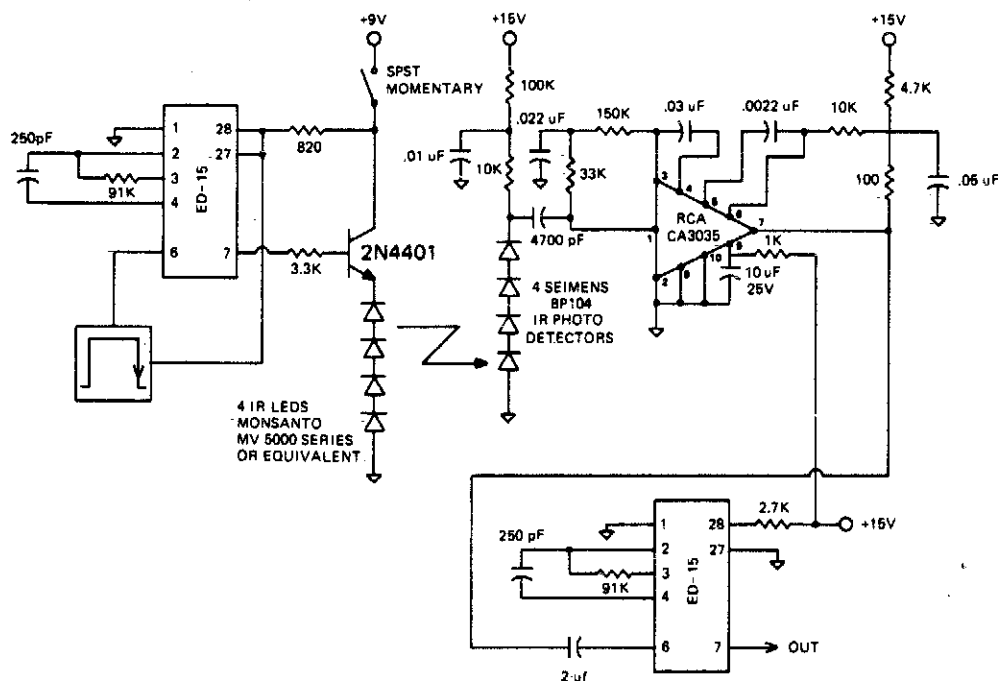 +9V
+15V
+15V
SPST
MOMENTARY
100K
4.7K
250pF
1
2
3
4
6
28
27
7
ED-15
91K
820
.022 uF
150K
.03 uF
.0022 uF
10K
.01 uF
10K
33K
100
.05 uF
4700 pF
3
4
5
6
7
1
RCA
CA3035
2
9
10
9
1K
10 uF
25V
2N4401
3.3K
4 SEIMENS
BP104
IR PHOTO
DETECTORS
4 IR LEDS
MONSANTO
MV 5000 SERIES
OR EQUIVALENT
250 pF
1
2
3
4
6
28
27
7
ED-15
91K
2.7K
+15V
2 uf
OUT